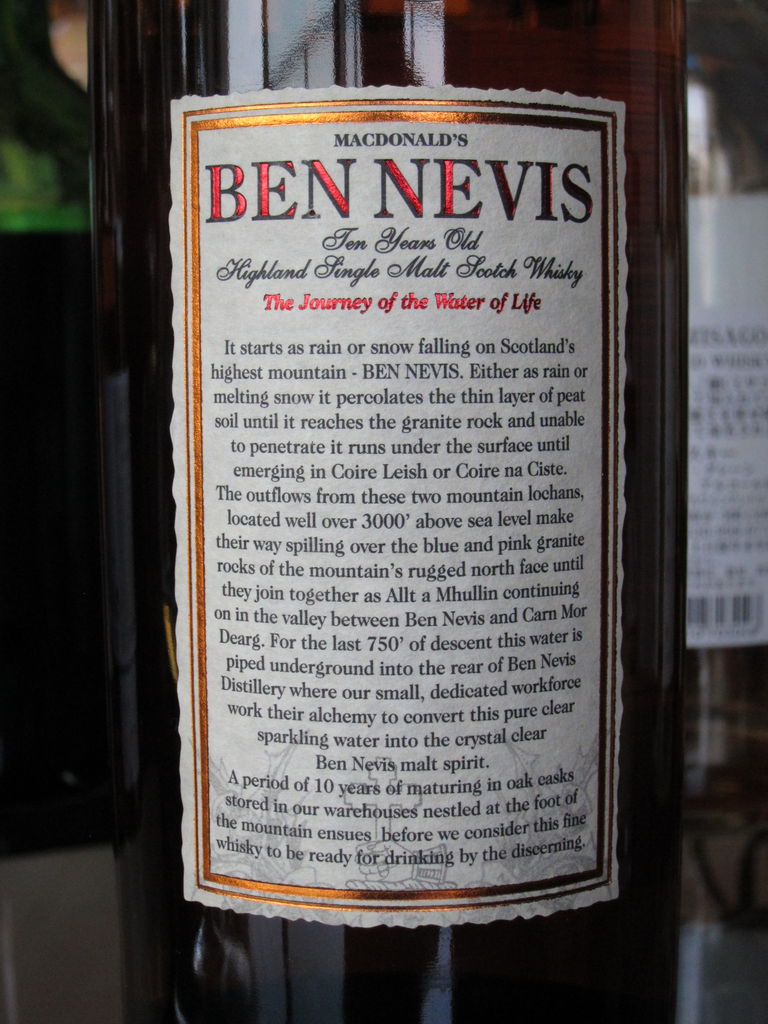 MACDONALD'S
BEN NEVIS
Ten Years Old
Highland Single Malt Scotch Whisky
The Journey of the Water of Life
It starts as rain or snow falling on Scotland's
highest mountain - BEN NEVIS. Either as rain or
melting snow it percolates the thin layer of peat
soil until it reaches the granite rock and unable
to penetrate it runs under the surface until
emerging in Coire Leish or Coire na Ciste.
The outflows from these two mountain lochans,
located well over 3000' above sea level make
their way spilling over the blue and pink granite
rocks of the mountain's rugged north face until
they join together as Allt a Mhullin continuing
on in the valley between Ben Nevis and Carn Mor
Dearg. For the last 750' of descent this water is
piped underground into the rear of Ben Nevis
Distillery where our small, dedicated workforce
work their alchemy to convert this pure clear
sparkling water into the crystal clear
Ben Nevis malt spirit.
A period of 10 years of maturing in oak casks
stored in our warehouses nestled at the foot of
the mountain ensues before we consider this fine
whisky to be ready for drinking by the discerning.